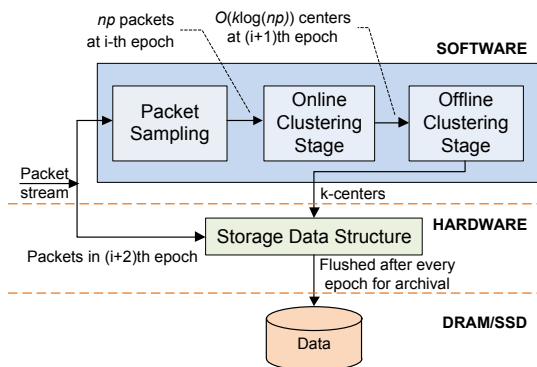 np packets
at i-th epoch
O(klog(np)) centers
at (i+1)th epoch
SOFTWARE
Packet
Sampling
Online
Clustering
Stage
Offline
Clustering
Stage
Packet
stream
k-centers
HARDWARE
Storage Data Structure
Packets in (i+2)th epoch
Flushed after every
epoch for archival
DRAM/SSD
Data